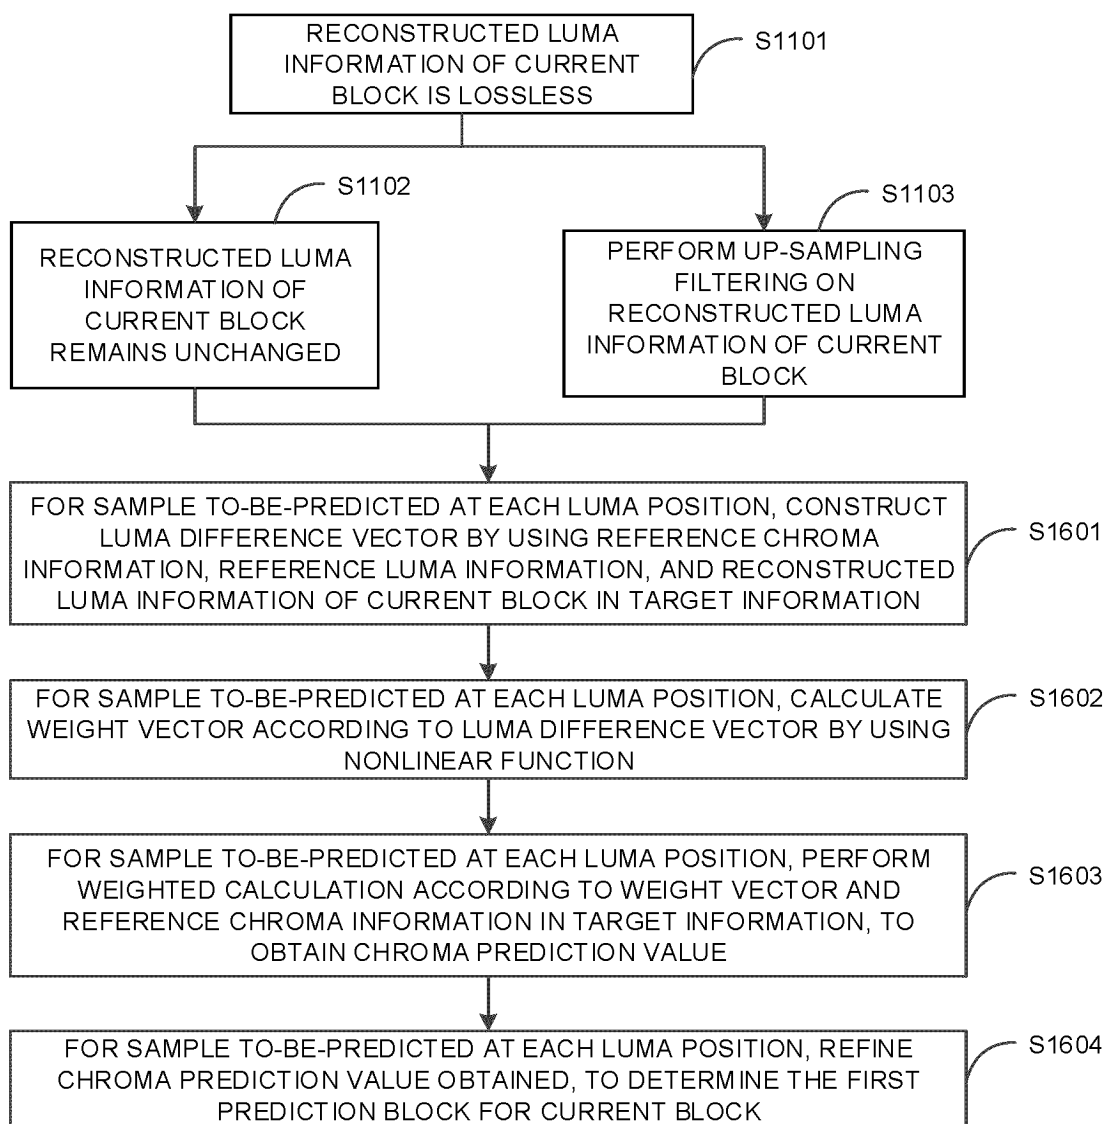 RECONSTRUCTED LUMA
INFORMATION OF CURRENT
BLOCK IS LOSSLESS
S1101
S1102
RECONSTRUCTED LUMA
INFORMATION OF
CURRENT BLOCK
REMAINS UNCHANGED
S1103
PERFORM UP-SAMPLING
FILTERING ON
RECONSTRUCTED LUMA
INFORMATION OF CURRENT
BLOCK
FOR SAMPLE TO-BE-PREDICTED AT EACH LUMA POSITION, CONSTRUCT
LUMA DIFFERENCE VECTOR BY USING REFERENCE CHROMA
INFORMATION, REFERENCE LUMA INFORMATION, AND RECONSTRUCTED
LUMA INFORMATION OF CURRENT BLOCK IN TARGET INFORMATION
S1601
FOR SAMPLE TO-BE-PREDICTED AT EACH LUMA POSITION, CALCULATE
WEIGHT VECTOR ACCORDING TO LUMA DIFFERENCE VECTOR BY USING
NONLINEAR FUNCTION
S1602
FOR SAMPLE TO-BE-PREDICTED AT EACH LUMA POSITION, PERFORM
WEIGHTED CALCULATION ACCORDING TO WEIGHT VECTOR AND
REFERENCE CHROMA INFORMATION IN TARGET INFORMATION, TO
OBTAIN CHROMA PREDICTION VALUE
S1603
FOR SAMPLE TO-BE-PREDICTED AT EACH LUMA POSITION, REFINE
CHROMA PREDICTION VALUE OBTAINED, TO DETERMINE THE FIRST
PREDICTION BLOCK FOR CURRENT BLOCK
S1604